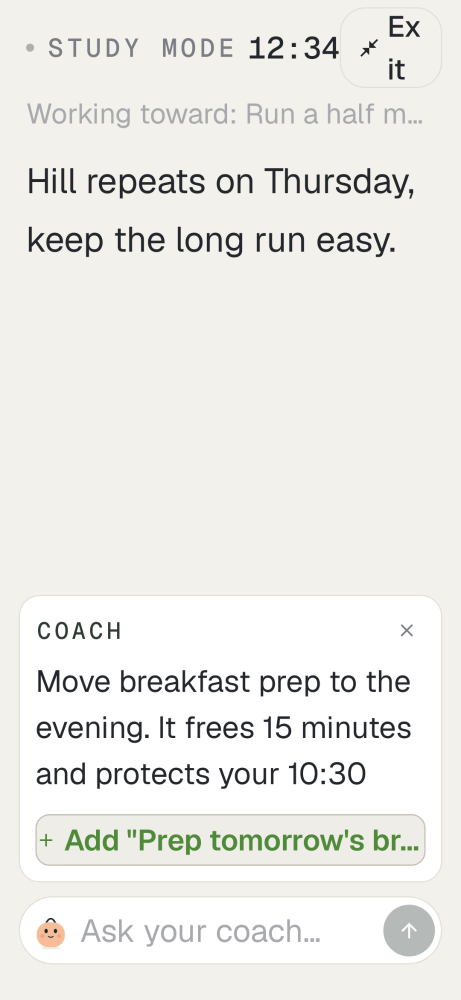 STUDY MODE 12:34
Ex
it
Working toward: Run a half m...
Hill repeats on Thursday,
keep the long run easy.
COACH ×
Move breakfast prep to the
evening. It frees 15 minutes
and protects your 10:30
+ Add "Prep tomorrow's br...
Ask your coach...